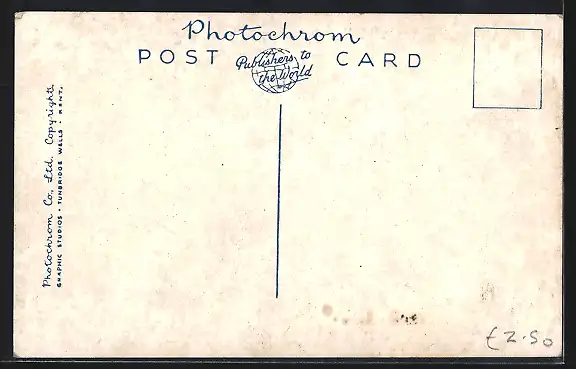 Photochrom
POST CARD
Publishers to
the World
Photochrom Co., Ltd. Copyright.
GRAPHIC STUDIOS • TUNBRIDGE WELLS • KENT.
£2.50